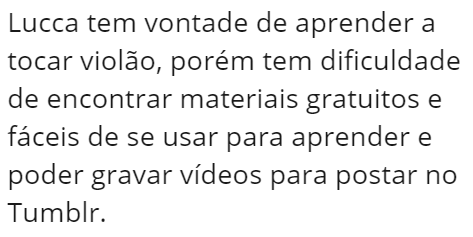 Lucca tem vontade de aprender a
tocar violão, porém tem dificuldade
de encontrar materiais gratuitos e
fáceis de se usar para aprender e
poder gravar vídeos para postar no
Tumblr.